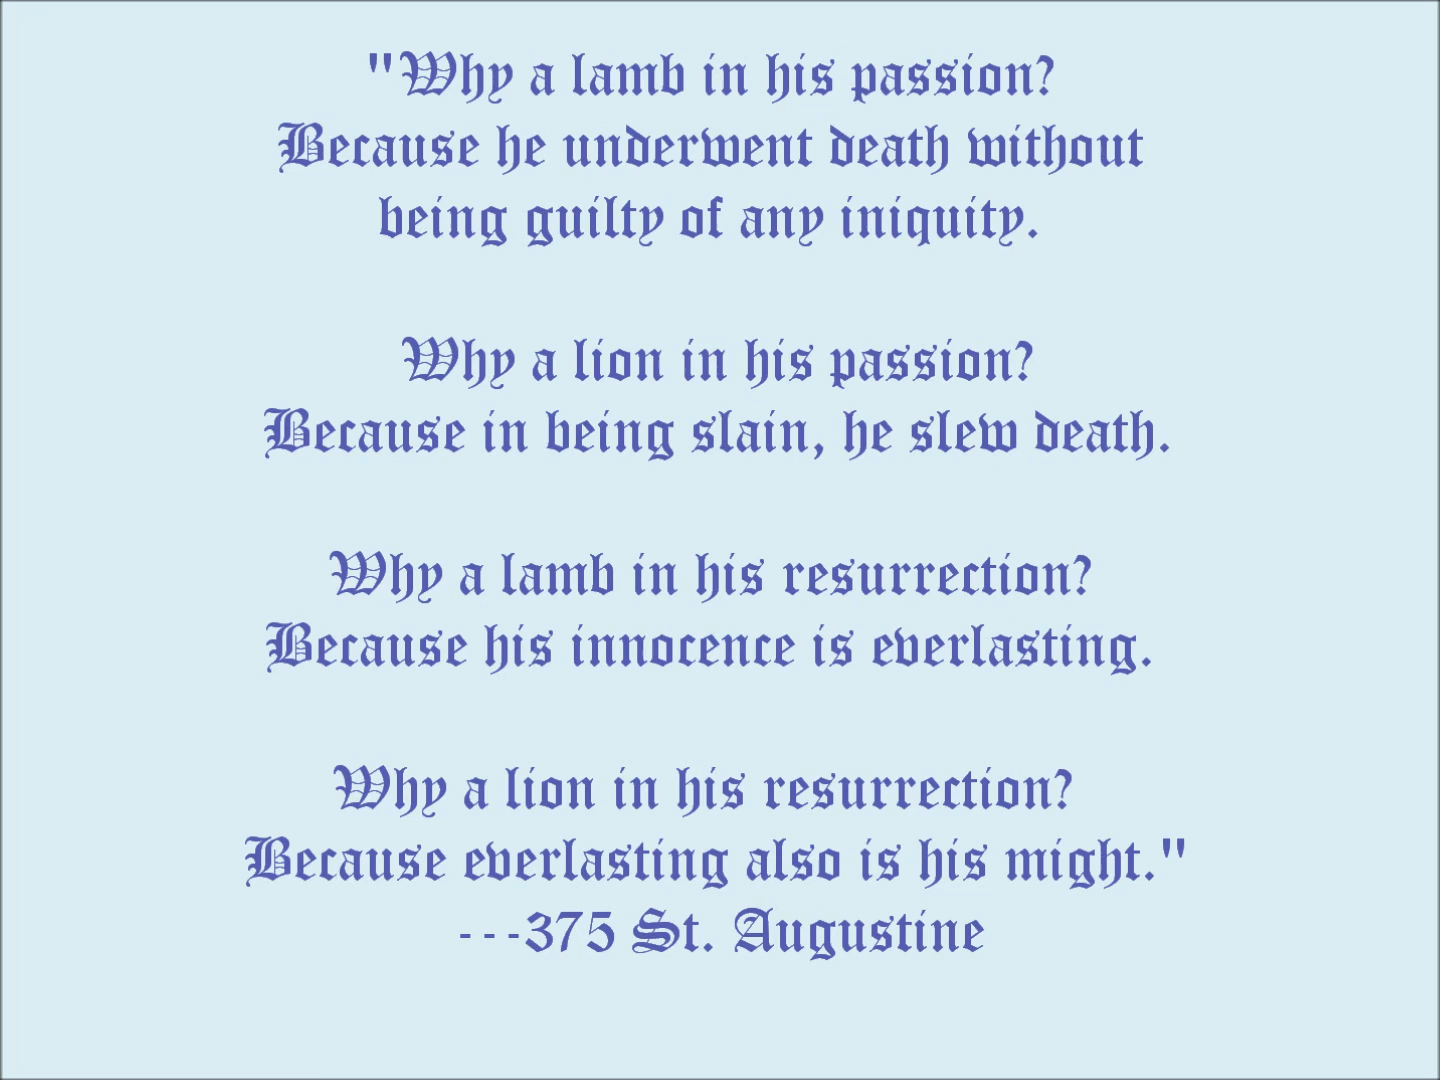 "Why a lamb in his passion?
Because he underwent death without
being guilty of any iniquity.
Why a lion in his passion?
Because in being slain, he slew death.
Why a lamb in his resurrection?
Because his innocence is everlasting.
Why a lion in his resurrection?
Because everlasting also is his might."
---375 St. Augustine